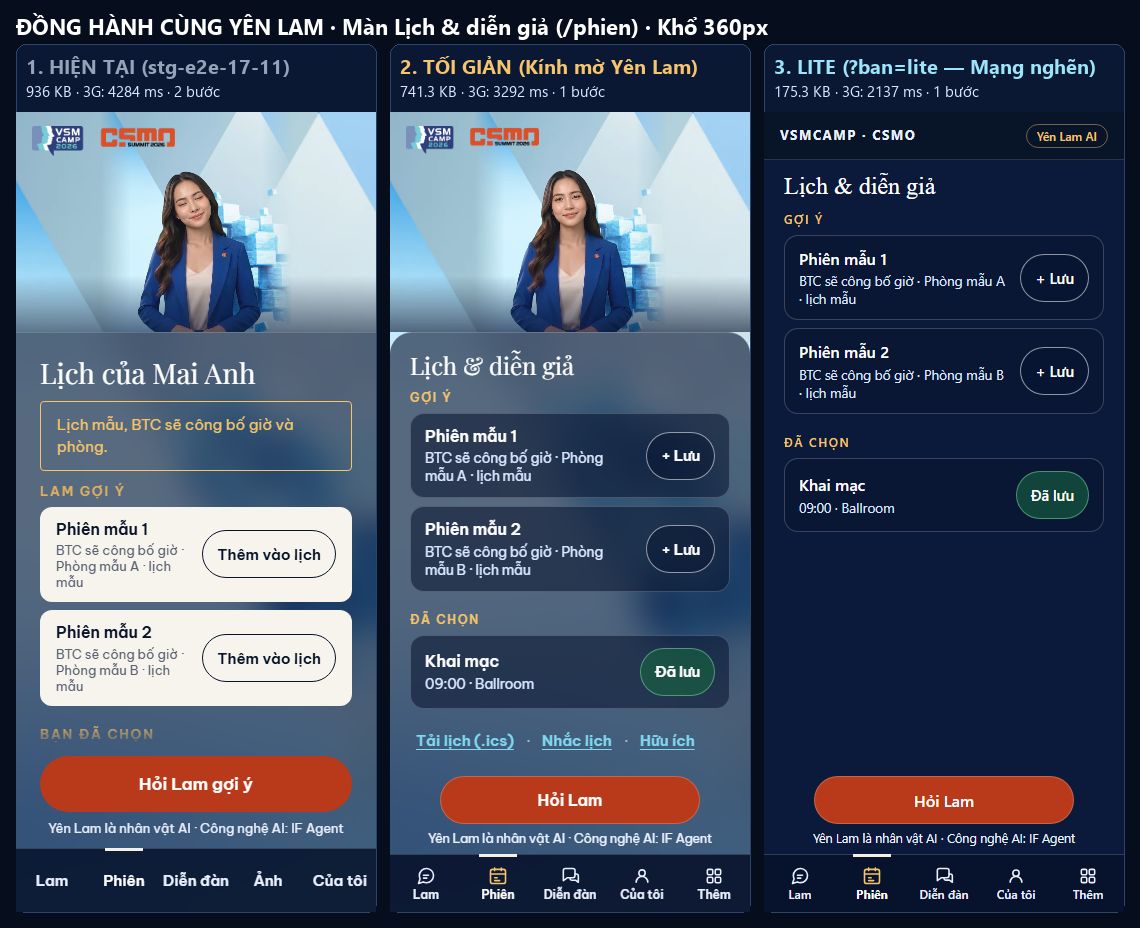 ĐỒNG HÀNH CÙNG YÊN LAM · Màn Lịch & diễn giả (/phien) · Khổ 360px
1. HIỆN TẠI (stg-e2e-17-11)
936 KB · 3G: 4284 ms · 2 bước
VSM
CAMP
2026
CSMO
SUMMIT 2026
Lịch của Mai Anh
Lịch mẫu, BTC sẽ công bố giờ và
phòng.
LAM GỢI Ý
Phiên mẫu 1
BTC sẽ công bố giờ ·
Phòng mẫu A · lịch
mẫu
Thêm vào lịch
Phiên mẫu 2
BTC sẽ công bố giờ ·
Phòng mẫu B · lịch
mẫu
Thêm vào lịch
BẠN ĐÃ CHỌN
Hỏi Lam gợi ý
Yên Lam là nhân vật AI · Công nghệ AI: IF Agent
Lam
Phiên
Diễn đàn
Ảnh
Của tôi
2. TỐI GIẢN (Kính mờ Yên Lam)
741.3 KB · 3G: 3292 ms · 1 bước
VSM
CAMP
2026
CSMO
SUMMIT 2026
Lịch & diễn giả
GỢI Ý
Phiên mẫu 1
BTC sẽ công bố giờ · Phòng
mẫu A · lịch mẫu
+ Lưu
Phiên mẫu 2
BTC sẽ công bố giờ · Phòng
mẫu B · lịch mẫu
+ Lưu
ĐÃ CHỌN
Khai mạc
09:00 · Ballroom
Đã lưu
Tải lịch (.ics) · Nhắc lịch · Hữu ích
Hỏi Lam
Yên Lam là nhân vật AI · Công nghệ AI: IF Agent
Lam
Phiên
Diễn đàn
Của tôi
Thêm
3. LITE (?ban=lite — Mạng nghẽn)
175.3 KB · 3G: 2137 ms · 1 bước
VSMCAMP · CSMO
Yên Lam AI
Lịch & diễn giả
GỢI Ý
Phiên mẫu 1
BTC sẽ công bố giờ · Phòng mẫu A
· lịch mẫu
+ Lưu
Phiên mẫu 2
BTC sẽ công bố giờ · Phòng mẫu B
· lịch mẫu
+ Lưu
ĐÃ CHỌN
Khai mạc
09:00 · Ballroom
Đã lưu
Hỏi Lam
Yên Lam là nhân vật AI · Công nghệ AI: IF Agent
Lam
Phiên
Diễn đàn
Của tôi
Thêm